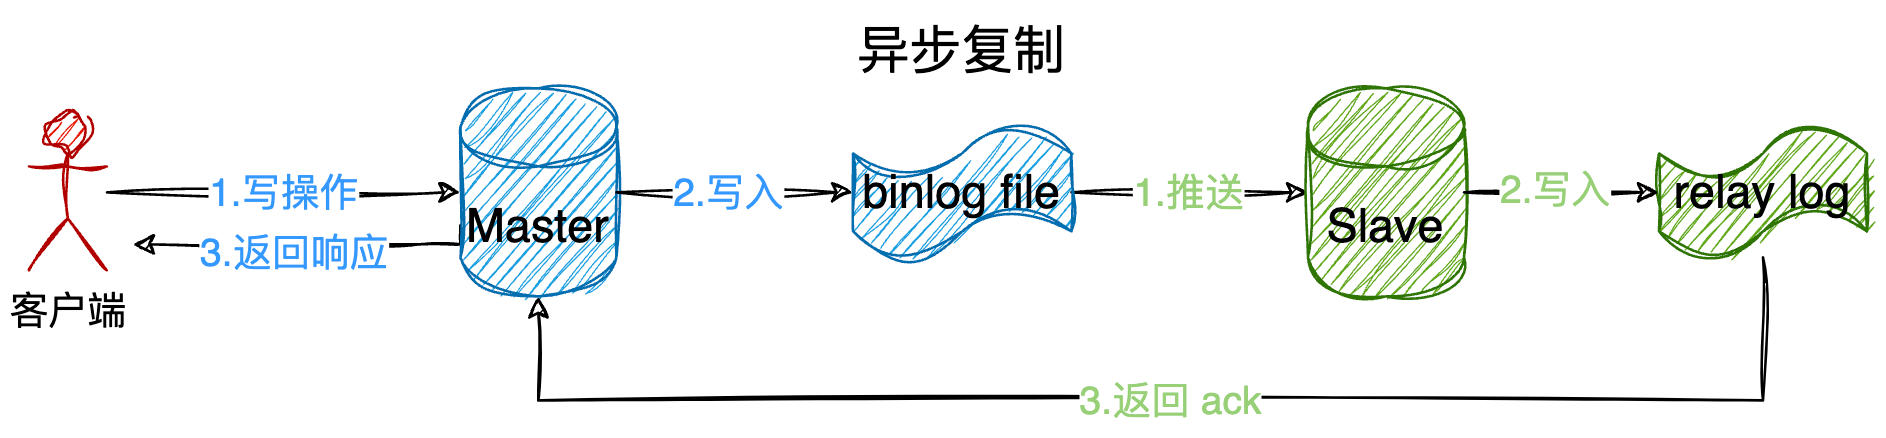 异步复制
1.写操作
Master
2.写入
binlog file
1.推送
Slave
2.写入
relay log
3.返回响应
客户端
3.返回 ack